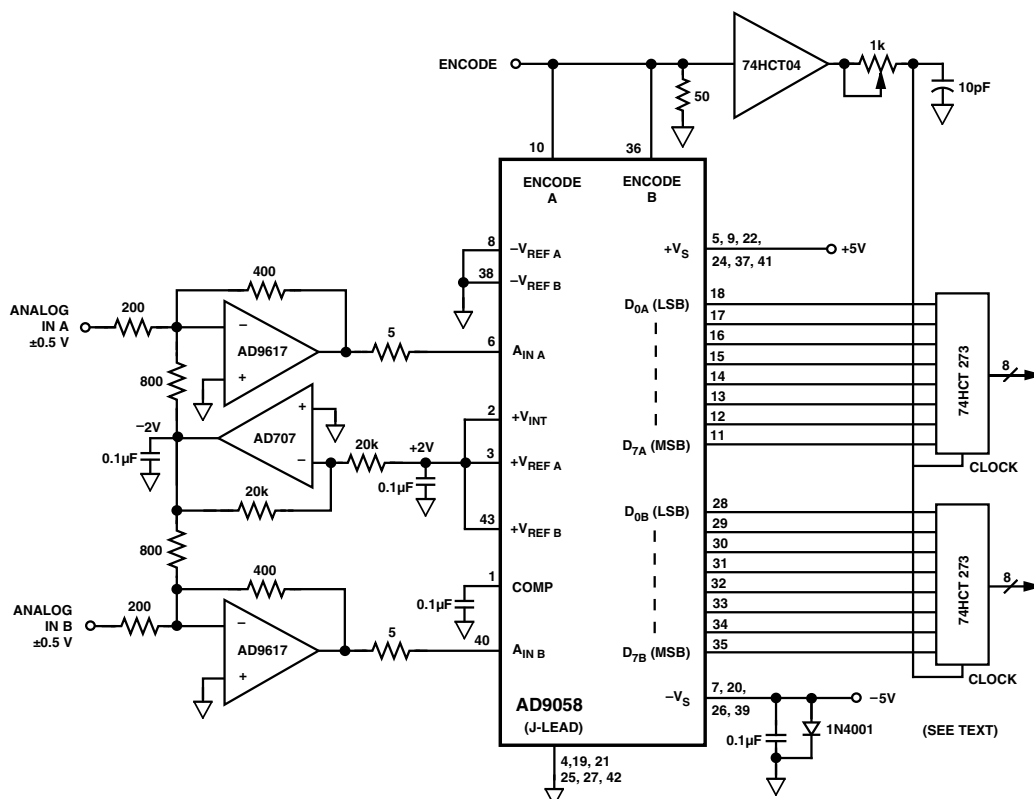 ENCODE
74HCT04
1k
50
10pF
10
36
ENCODE
A
ENCODE
B
8
–VREF A
38
–VREF B
+VS
5, 9, 22,
24, 37, 41
+5V
ANALOG
IN A
±0.5 V
200
400
–
AD9617
+
5
6
AIN A
800
–2V
0.1µF
AD707
+
–
20k
20k
+2V
0.1µF
2
+VINT
3
+VREF A
43
+VREF B
D0A (LSB)
18
17
16
15
14
13
12
D7A (MSB)
11
74HCT 273
8
CLOCK
800
400
ANALOG
IN B
±0.5 V
200
–
AD9617
+
5
1
COMP
0.1µF
40
AIN B
D0B (LSB)
28
29
30
31
32
33
34
D7B (MSB)
35
74HCT 273
8
CLOCK
AD9058
(J-LEAD)
–VS
7, 20,
26, 39
–5V
0.1µF
1N4001
(SEE TEXT)
4,19, 21
25, 27, 42